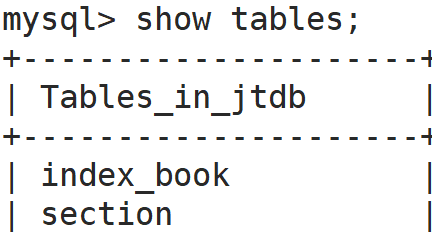 mysql> show tables;
+---------------------+
| Tables_in_jtdb      |
+---------------------+
| index_book          |
| section             |